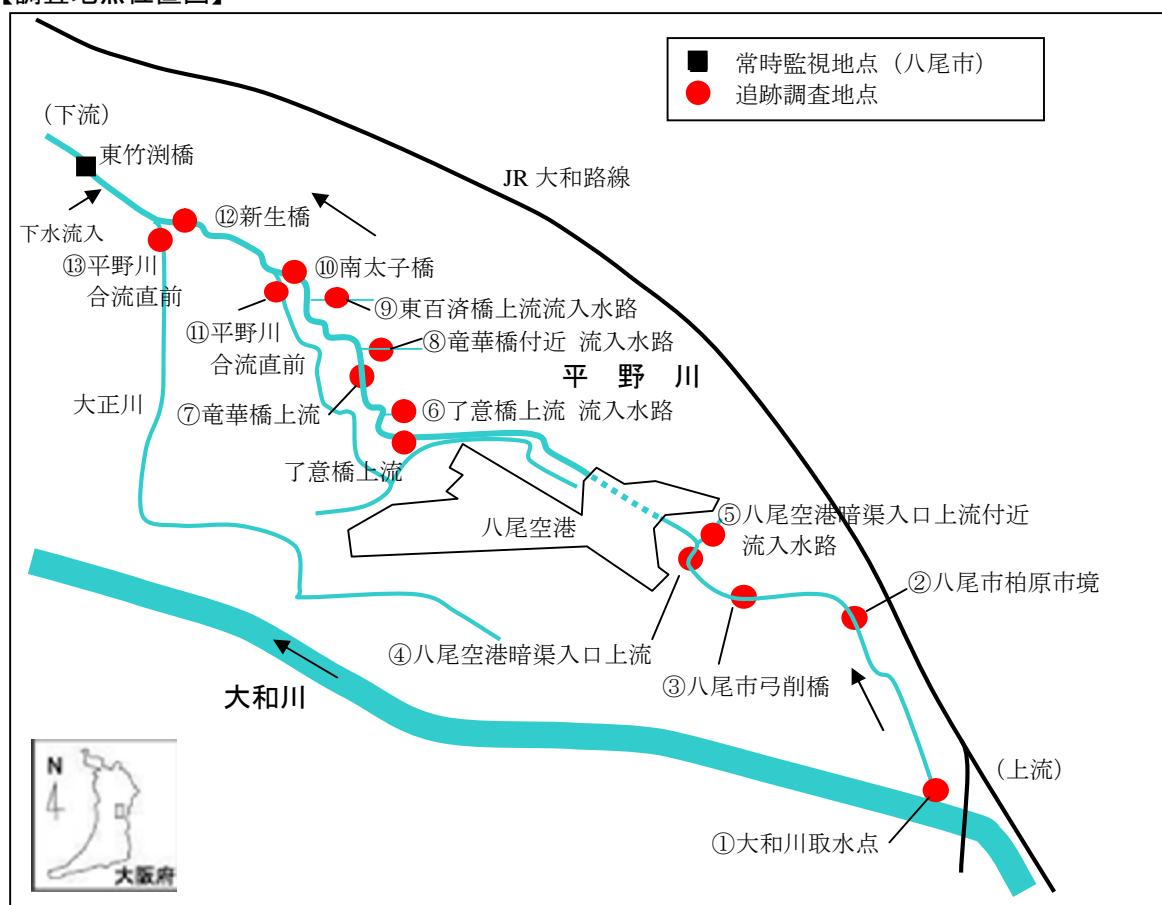 【調査地点位置図】
常時監視地点（八尾市）
追跡調査地点
（下流）
東竹渕橋
JR 大和路線
下水流入
⑫新生橋
⑬平野川
合流直前
⑩南太子橋
⑨東百済橋上流流入水路
⑪平野川
合流直前
⑧竜華橋付近 流入水路
平 野 川
大正川
⑦竜華橋上流
⑥了意橋上流 流入水路
了意橋上流
八尾空港
⑤八尾空港暗渠入口上流付近
流入水路
②八尾市柏原市境
④八尾空港暗渠入口上流
③八尾市弓削橋
大和川
（上流）
①大和川取水点
N
大阪府